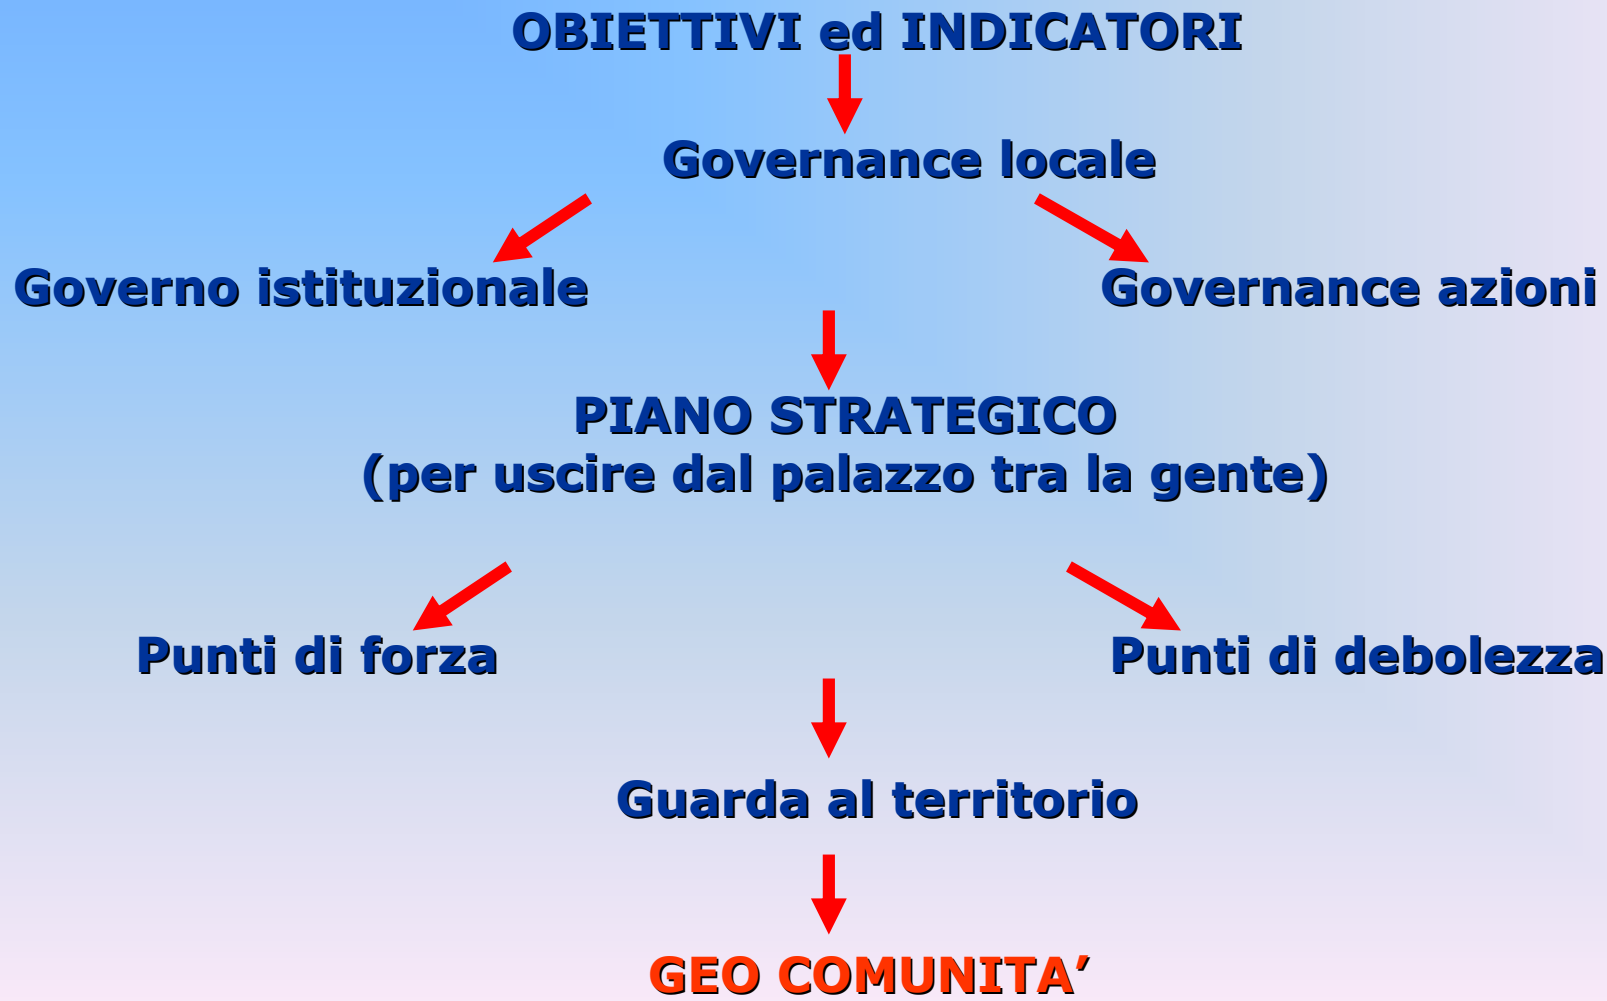 OBIETTIVI ed INDICATORI
Governance locale
Governo istituzionale
Governance azioni
PIANO STRATEGICO
(per uscire dal palazzo tra la gente)
Punti di forza
Punti di debolezza
Guarda al territorio
GEO COMUNITA’